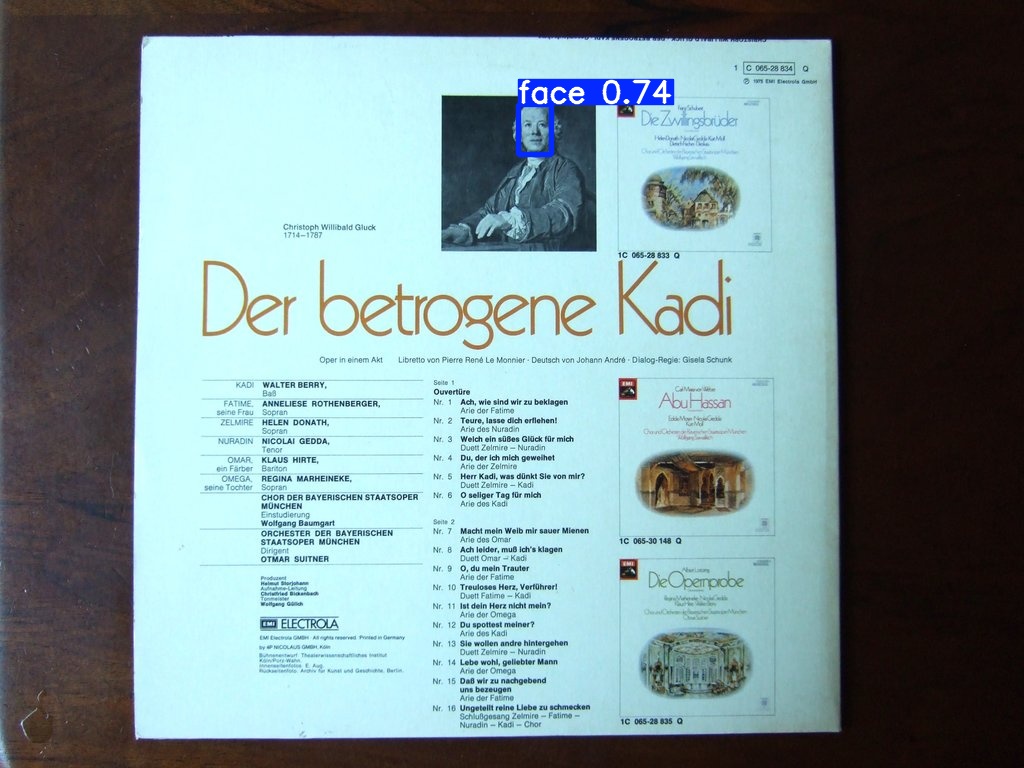 1 C 065-28 834 Q
℗ 1975 EMI Electrola GmbH
face 0.74
Franz Schubert
Die Zwillingsbrüder
Helen Donath · Nicolai Gedda · Kurt Moll
Dietrich Fischer-Dieskau
Chor und Orchester der Bayerischen Staatsoper München
Wolfgang Sawallisch
1C 065-28 833 Q
Christoph Willibald Gluck
1714–1787
Der betrogene Kadi
Oper in einem Akt Libretto von Pierre René Le Monnier · Deutsch von Johann André · Dialog-Regie: Gisela Schunk
KADI WALTER BERRY,
Baß
FATIME, ANNELIESE ROTHENBERGER,
seine Frau Sopran
ZELMIRE HELEN DONATH,
Sopran
NURADIN NICOLAI GEDDA,
Tenor
OMAR, KLAUS HIRTE,
ein Färber Bariton
OMEGA, REGINA MARHEINEKE,
seine Tochter Sopran
CHOR DER BAYERISCHEN STAATSOPER
MÜNCHEN
Einstudierung
Wolfgang Baumgart
ORCHESTER DER BAYERISCHEN
STAATSOPER MÜNCHEN
Dirigent
OTMAR SUITNER
Produzent
Helmut Storjohann
Aufnahme-Leitung
Christfried Bickenbach
Tonmeister
Wolfgang Gülich
EMI ELECTROLA
EMI Electrola GMBH · All rights reserved · Printed in Germany
by 4P NICOLAUS GMBH, Köln
Bühnenentwurf: Theaterwissenschaftliches Institut
Köln/Porz-Wahn.
Innenseitenfotos: E. Aug.
Rückseitenfoto: Archiv für Kunst und Geschichte, Berlin.
Seite 1
Ouvertüre
Nr. 1 Ach, wie sind wir zu beklagen
Arie der Fatime
Nr. 2 Teure, lasse dich erflehen!
Arie des Nuradin
Nr. 3 Welch ein süßes Glück für mich
Duett Zelmire – Nuradin
Nr. 4 Du, der ich mich geweihet
Arie der Zelmire
Nr. 5 Herr Kadi, was dünkt Sie von mir?
Duett Zelmire – Kadi
Nr. 6 O seliger Tag für mich
Arie des Kadi
Seite 2
Nr. 7 Macht mein Weib mir sauer Mienen
Arie des Omar
Nr. 8 Ach leider, muß ich's klagen
Duett Omar – Kadi
Nr. 9 O, du mein Trauter
Arie der Fatime
Nr. 10 Treuloses Herz, Verführer!
Duett Fatime – Kadi
Nr. 11 Ist dein Herz nicht mein?
Arie der Omega
Nr. 12 Du spottest meiner?
Arie des Kadi
Nr. 13 Sie wollen andre hintergehen
Duett Zelmire – Nuradin
Nr. 14 Lebe wohl, geliebter Mann
Arie der Omega
Nr. 15 Daß wir zu nachgebend
uns bezeugen
Arie der Fatime
Nr. 16 Ungeteilt reine Liebe zu schmecken
Schlußgesang Zelmire – Fatime –
Nuradin – Kadi – Chor
EMI
Carl Maria von Weber
Abu Hassan
Edda Moser · Nicolai Gedda
Kurt Moll
Chor und Orchester der Bayerischen Staatsoper München
Wolfgang Sawallisch
1C 065-30 148 Q
EMI
Albert Lortzing
Die Opernprobe
Regina Marheineke · Nicolai Gedda
Klaus Hirte · Walter Berry
Chor und Orchester der Bayerischen Staatsoper München
Otmar Suitner
1C 065-28 835 Q